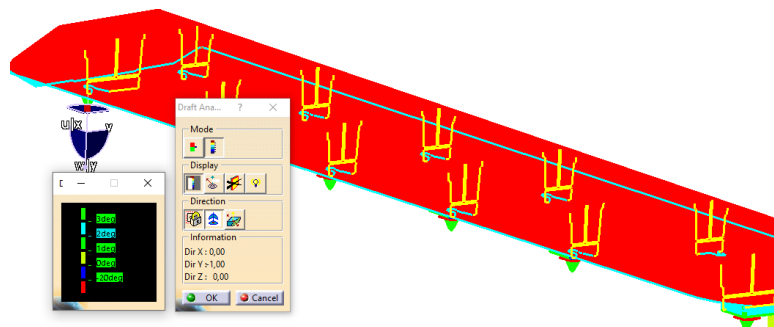 u|x
y
w|y
Draft Ana... ? ×
Mode
Display
Direction
Information
Dir X : 0,00
Dir Y :-1,00
Dir Z : 0,00
OK Cancel
3deg
2deg
1deg
0deg
-20deg